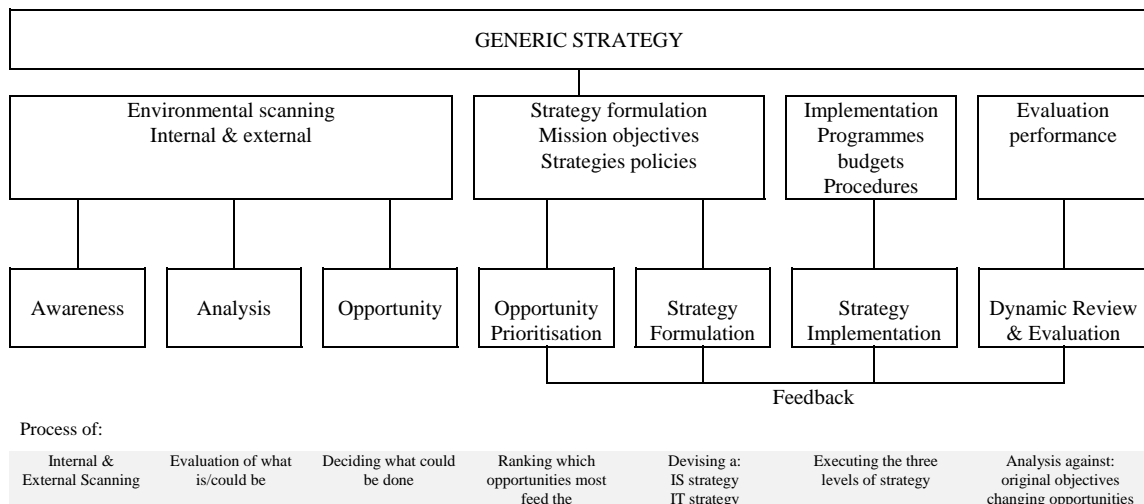 GENERIC STRATEGY
Environmental scanning
Internal & external
Strategy formulation
Mission objectives
Strategies policies
Implementation
Programmes
budgets
Procedures
Evaluation
performance
Awareness
Analysis
Opportunity
Opportunity
Prioritisation
Strategy
Formulation
Strategy
Implementation
Dynamic Review
& Evaluation
Feedback
Process of:
Internal &
External Scanning
Evaluation of what
is/could be
Deciding what could
be done
Ranking which
opportunities most
feed the
Devising a:
IS strategy
IT strategy
Executing the three
levels of strategy
Analysis against:
original objectives
changing opportunities